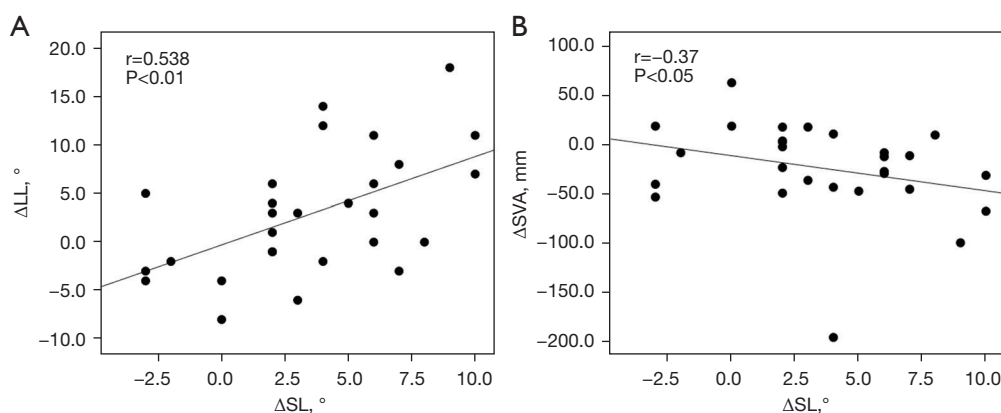 A
r=0.538
P<0.01
20.0
15.0
10.0
5.0
0.0
−5.0
−10.0
ΔLL, °
−2.5 0.0 2.5 5.0 7.5 10.0
ΔSL, °
B
r=−0.37
P<0.05
100.0
50.0
0.0
−50.0
−100.0
−200.0
ΔSVA, mm
−2.5 0.0 2.5 5.0 7.5 10.0
ΔSL, °